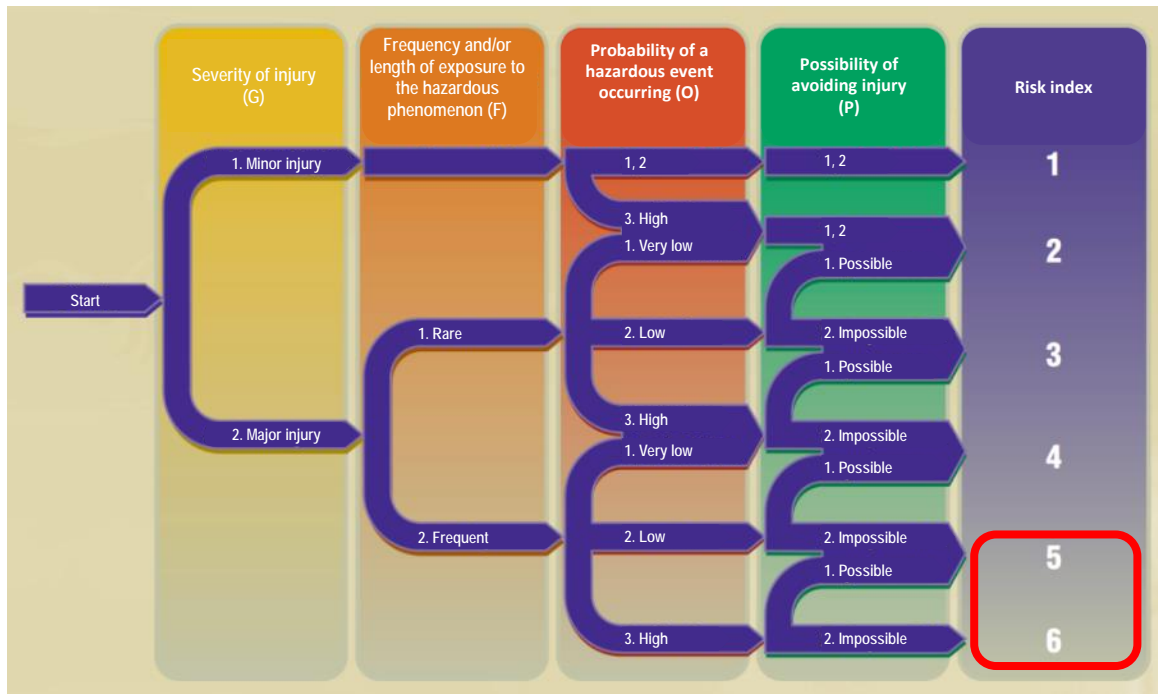 Severity of injury
(G)
Frequency and/or
length of exposure to
the hazardous
phenomenon (F)
Probability of a
hazardous event
occurring (O)
Possibility of
avoiding injury
(P)
Risk index
Start
1. Minor injury
2. Major injury
1. Rare
2. Frequent
1, 2
3. High
1. Very low
2. Low
3. High
1. Very low
2. Low
3. High
1, 2
1, 2
1. Possible
2. Impossible
1. Possible
2. Impossible
1. Possible
2. Impossible
1. Possible
2. Impossible
1
2
3
4
5
6